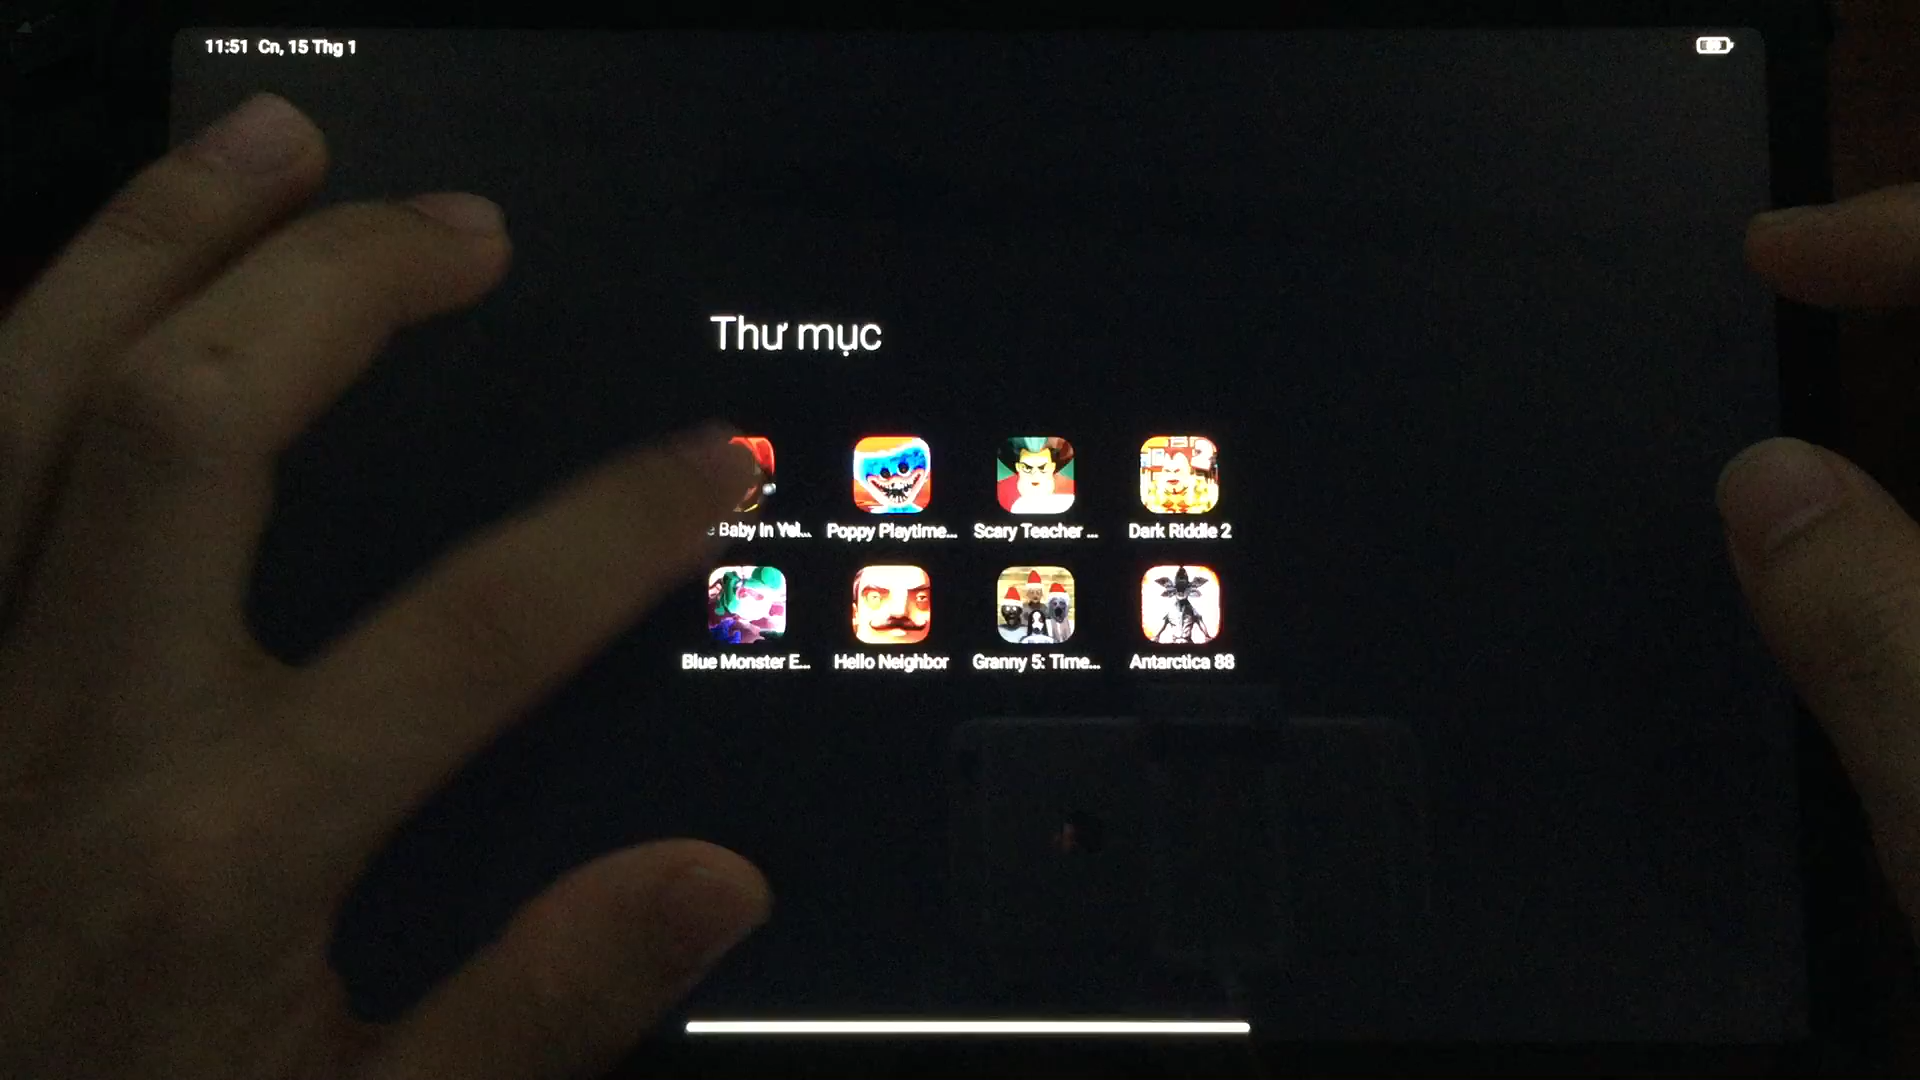 11:51 Cn, 15 Thg 1
Thư mục
e Baby In Yel... Poppy Playtime... Scary Teacher ... Dark Riddle 2
Blue Monster E... Hello Neighbor Granny 5: Time... Antarctica 88